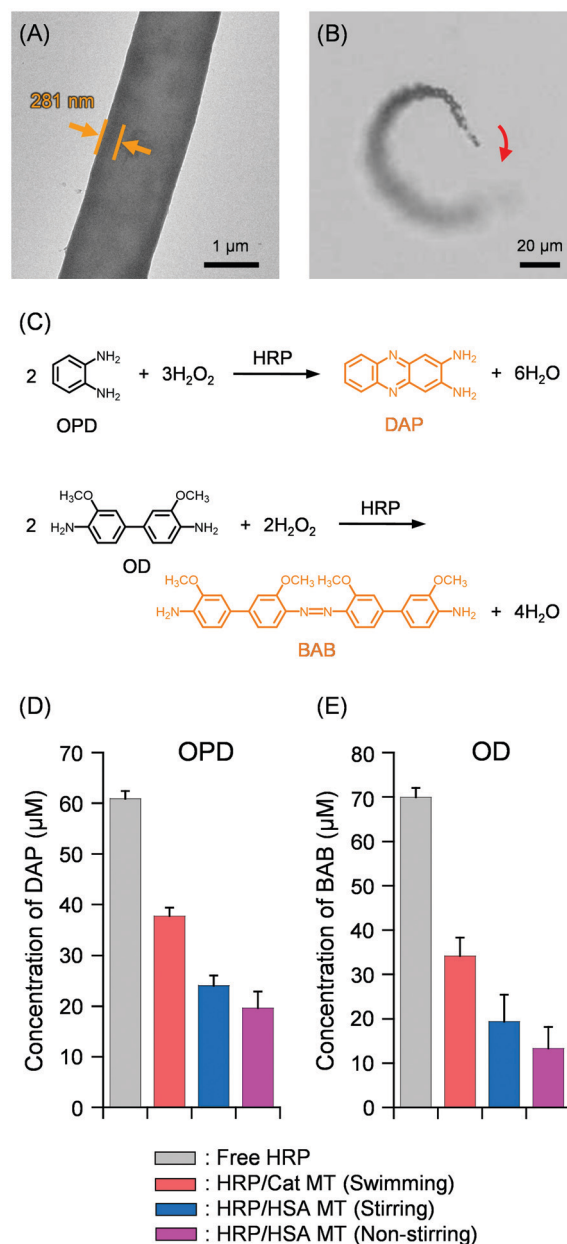 (A)
281 nm
1 µm
(B)
20 µm
(C)
2 NH₂ NH₂ + 3H₂O₂ HRP N N NH₂ NH₂ + 6H₂O
OPD DAP
2 H₃CO OCH₃ H₂N NH₂ + 2H₂O₂ HRP
OD
H₃CO OCH₃ H₃CO OCH₃
NH₂ N=N NH₂ + 4H₂O
BAB
(D)
OPD
Concentration of DAP (µM)
70
60
50
40
30
20
10
0
(E)
OD
Concentration of BAB (µM)
80
70
60
50
40
30
20
10
0
: Free HRP
: HRP/Cat MT (Swimming)
: HRP/HSA MT (Stirring)
: HRP/HSA MT (Non-stirring)